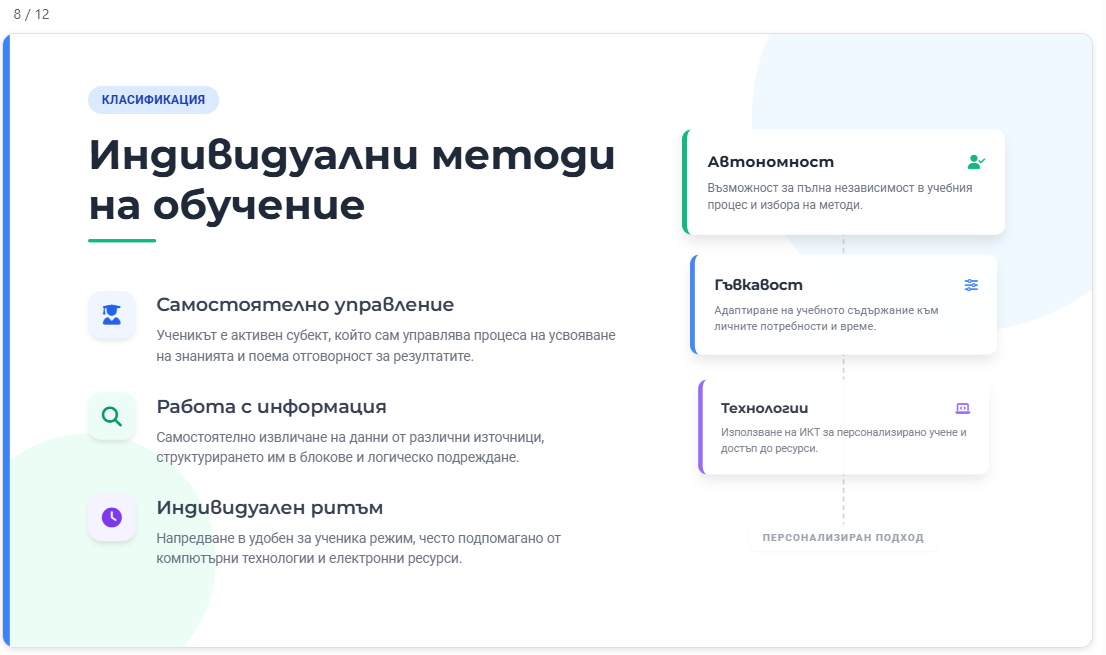 8 / 12
КЛАСИФИКАЦИЯ
Индивидуални методи
на обучение
Самостоятелно управление
Ученикът е активен субект, който сам управлява процеса на усвояване
на знанията и поема отговорност за резултатите.
Работа с информация
Самостоятелно извличане на данни от различни източници,
структурирането им в блокове и логическо подреждане.
Индивидуален ритъм
Напредване в удобен за ученика режим, често подпомагано от
компютърни технологии и електронни ресурси.
Автономност
Възможност за пълна независимост в учебния
процес и избора на методи.
Гъвкавост
Адаптиране на учебното съдържание към
личните потребности и време.
Технологии
Използване на ИКТ за персонализирано учене и
достъп до ресурси.
ПЕРСОНАЛИЗИРАН ПОДХОД